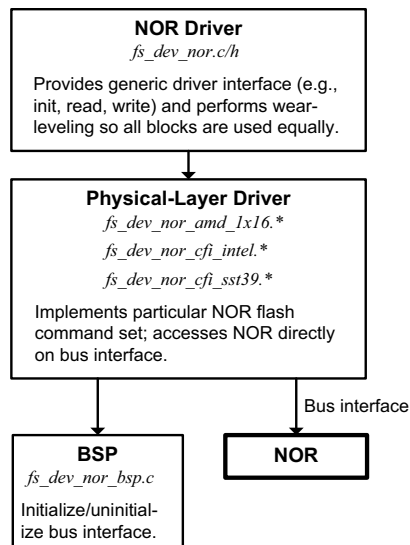 NOR Driver
fs_dev_nor.c/h
Provides generic driver interface (e.g.,
init, read, write) and performs wear-
leveling so all blocks are used equally.
Physical-Layer Driver
fs_dev_nor_amd_1x16.*
fs_dev_nor_cfi_intel.*
fs_dev_nor_cfi_sst39.*
Implements particular NOR flash
command set; accesses NOR directly
on bus interface.
Bus interface
BSP
fs_dev_nor_bsp.c
Initialize/uninitial-
ize bus interface.
NOR